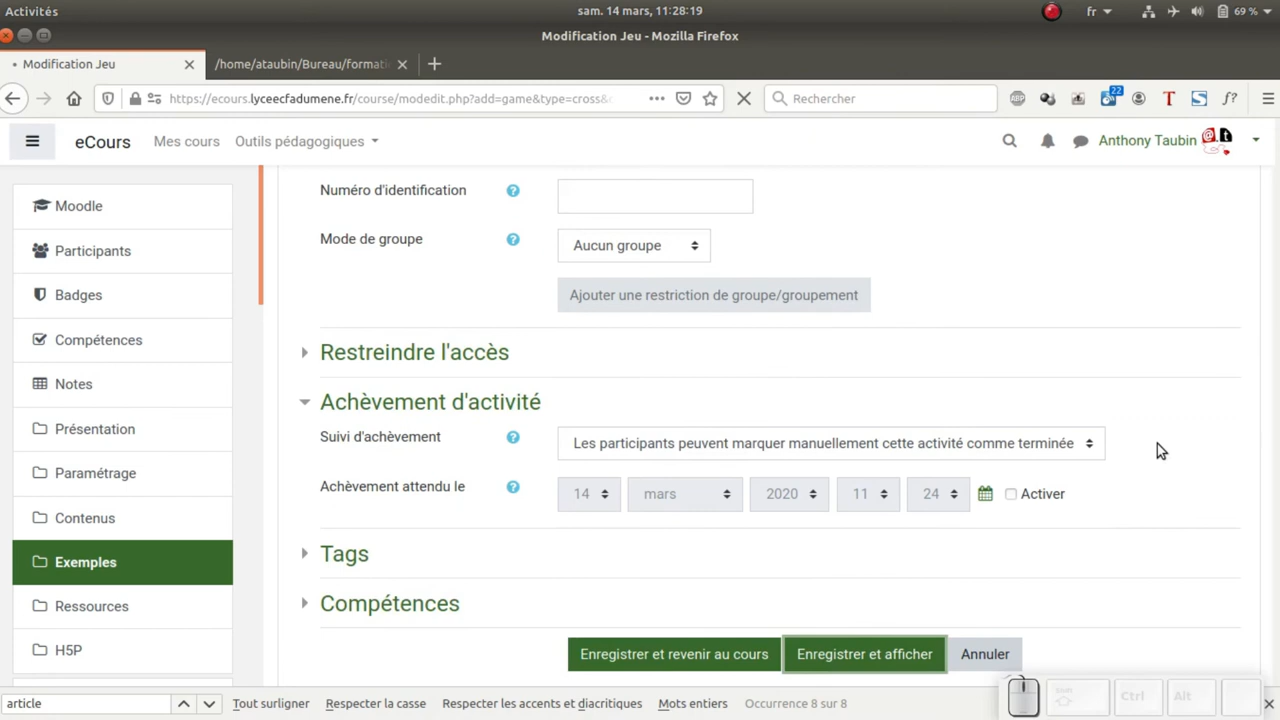 Activités
sam. 14 mars, 11:28:19
fr
69 %
Modification Jeu - Mozilla Firefox
Modification Jeu
/home/ataubin/Bureau/formati
https://ecours.lyceecfadumene.fr/course/modedit.php?add=game&type=cross&c
Rechercher
ABP
22
T
S
f?
eCours
Mes cours
Outils pédagogiques
Anthony Taubin
Moodle
Participants
Badges
Compétences
Notes
Présentation
Paramétrage
Contenus
Exemples
Ressources
H5P
Numéro d'identification
Mode de groupe
Aucun groupe
Ajouter une restriction de groupe/groupement
Restreindre l'accès
Achèvement d'activité
Suivi d'achèvement
Les participants peuvent marquer manuellement cette activité comme terminée
Achèvement attendu le
14
mars
2020
11
24
Activer
Tags
Compétences
Enregistrer et revenir au cours
Enregistrer et afficher
Annuler
article
Tout surligner
Respecter la casse
Respecter les accents et diacritiques
Mots entiers
Occurrence 8 sur 8
Shift
Ctrl
Alt